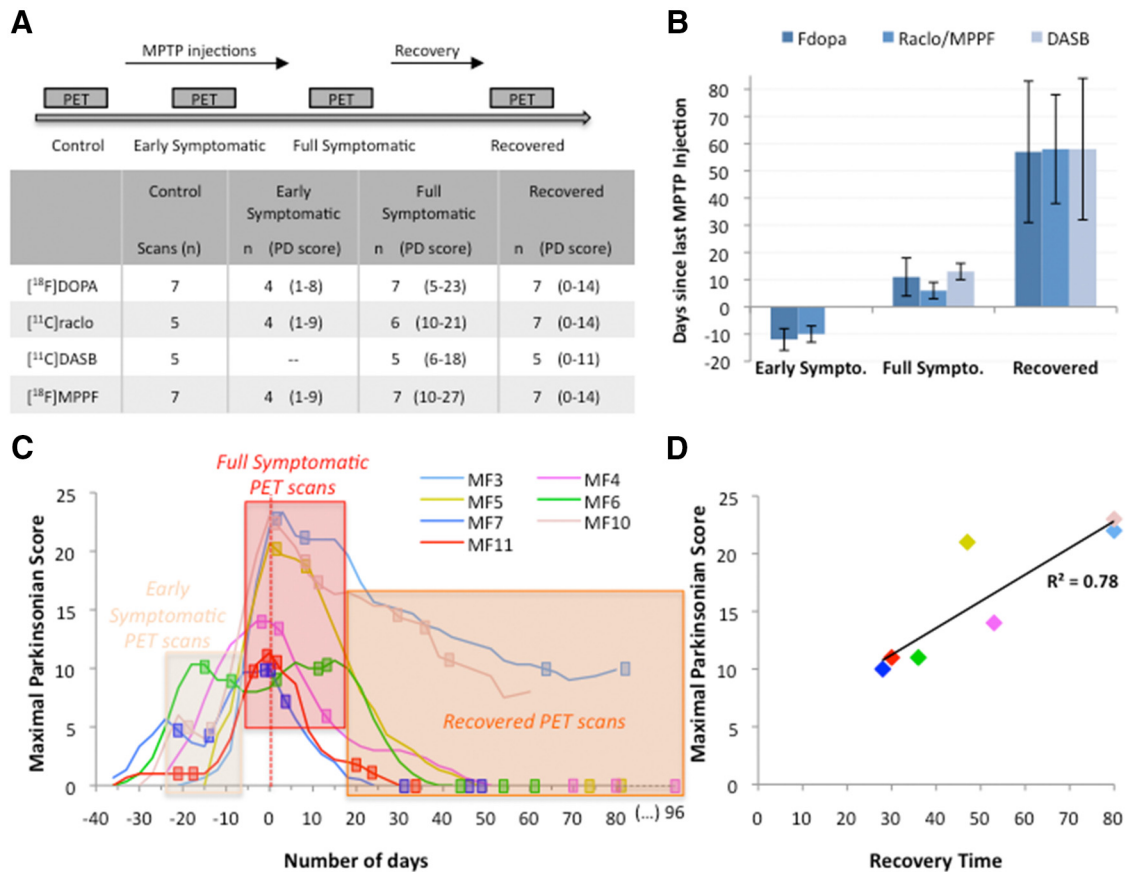 A
MPTP injections
Recovery
PET PET PET PET
Control Early Symptomatic Full Symptomatic Recovered
Control Early Full Recovered
Symptomatic Symptomatic
Scans (n) n (PD score) n (PD score) n (PD score)
[¹⁸F]DOPA 7 4 (1-8) 7 (5-23) 7 (0-14)
[¹¹C]raclo 5 4 (1-9) 6 (10-21) 7 (0-14)
[¹¹C]DASB 5 -- 5 (6-18) 5 (0-11)
[¹⁸F]MPPF 7 4 (1-9) 7 (10-27) 7 (0-14)
B
Fdopa Raclo/MPPF DASB
Days since last MPTP Injection
80
70
60
50
40
30
20
10
0
-10
-20
Early Sympto. Full Sympto. Recovered
C
Full Symptomatic
PET scans
MF3 MF4
MF5 MF6
MF7 MF10
MF11
Early
Symptomatic
PET scans
Recovered PET scans
Maximal Parkinsonian Score
25
20
15
10
5
0
-40 -30 -20 -10 0 10 20 30 40 50 60 70 80 (...) 96
Number of days
D
Maximal Parkinsonian Score
25
20
15
10
5
0
R² = 0.78
0 10 20 30 40 50 60 70 80
Recovery Time